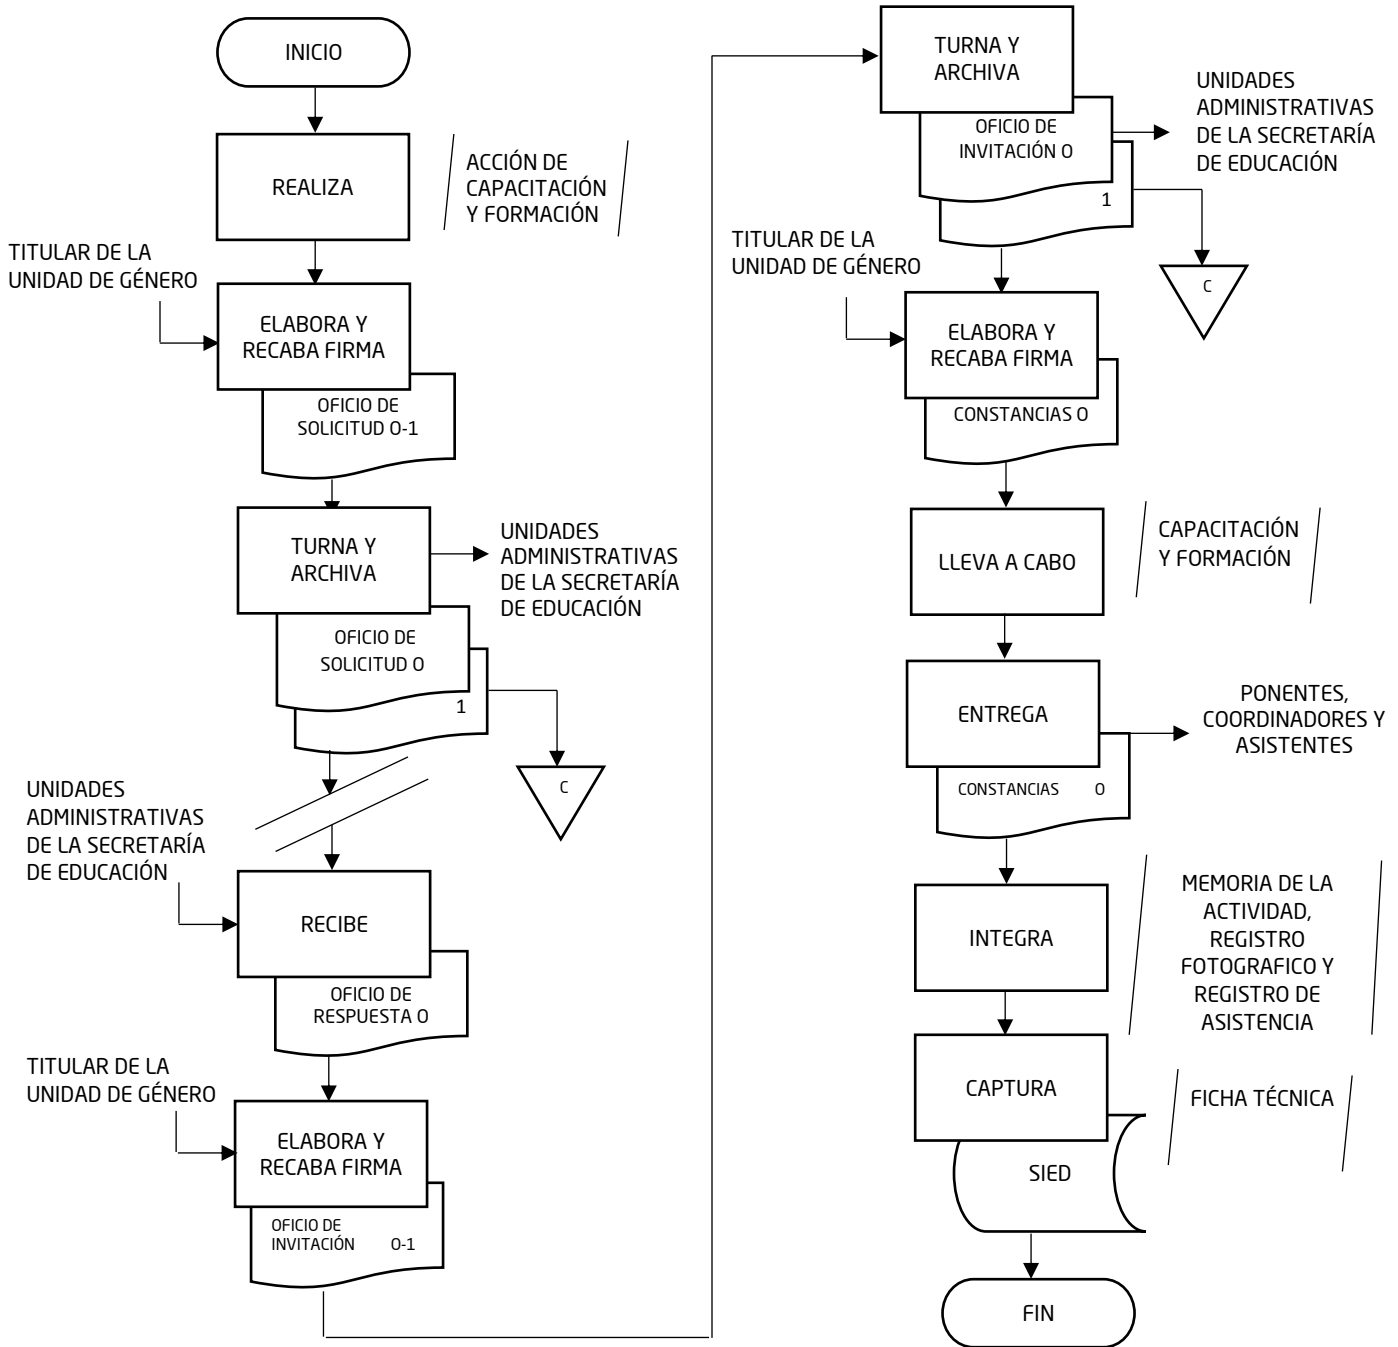 INICIO
REALIZA
ACCIÓN DE
CAPACITACIÓN
Y FORMACIÓN
TITULAR DE LA
UNIDAD DE GÉNERO
ELABORA Y
RECABA FIRMA
OFICIO DE
SOLICITUD O-1
TURNA Y
ARCHIVA
UNIDADES
ADMINISTRATIVAS
DE LA SECRETARÍA
DE EDUCACIÓN
OFICIO DE
SOLICITUD O
1
C
UNIDADES
ADMINISTRATIVAS
DE LA SECRETARÍA
DE EDUCACIÓN
RECIBE
OFICIO DE
RESPUESTA O
TITULAR DE LA
UNIDAD DE GÉNERO
ELABORA Y
RECABA FIRMA
OFICIO DE
INVITACIÓN O-1
TURNA Y
ARCHIVA
UNIDADES
ADMINISTRATIVAS
DE LA SECRETARÍA
DE EDUCACIÓN
OFICIO DE
INVITACIÓN O
1
C
TITULAR DE LA
UNIDAD DE GÉNERO
ELABORA Y
RECABA FIRMA
CONSTANCIAS O
LLEVA A CABO
CAPACITACIÓN
Y FORMACIÓN
ENTREGA
PONENTES,
COORDINADORES Y
ASISTENTES
CONSTANCIAS O
INTEGRA
MEMORIA DE LA
ACTIVIDAD,
REGISTRO
FOTOGRAFICO Y
REGISTRO DE
ASISTENCIA
CAPTURA
FICHA TÉCNICA
SIED
FIN